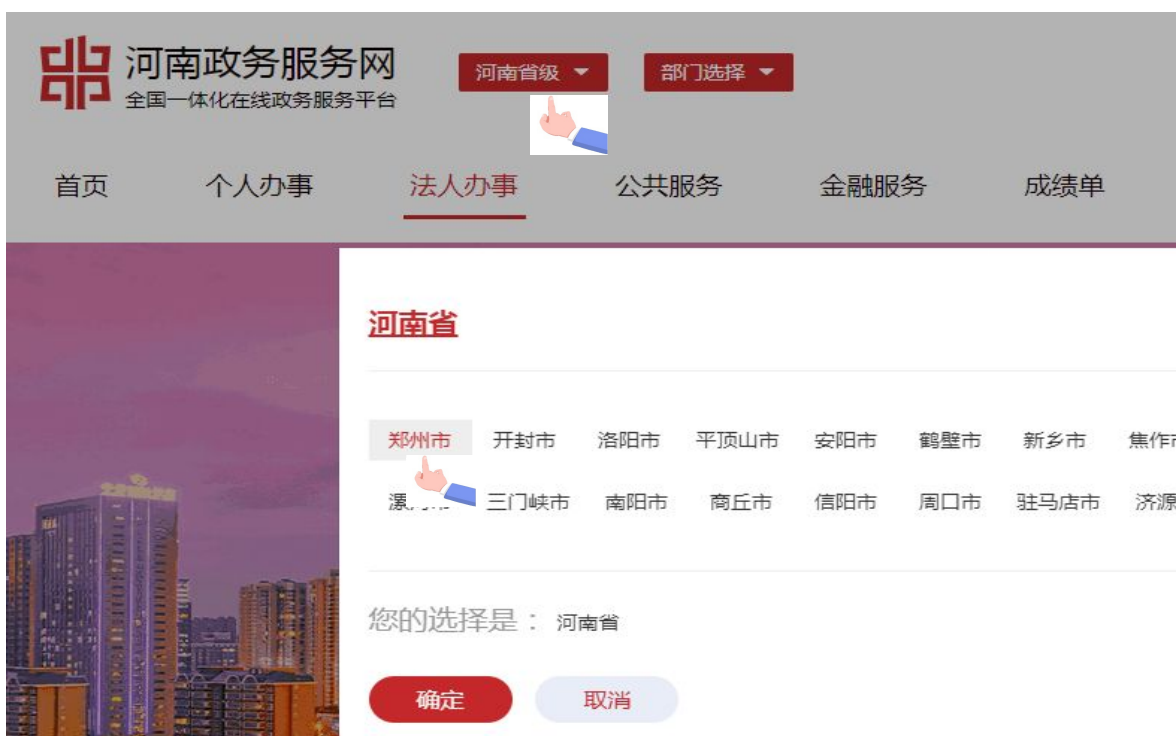 河南政务服务网
全国一体化在线政务服务平台
河南省级 部门选择
首页 个人办事 法人办事 公共服务 金融服务 成绩单
河南省
郑州市 开封市 洛阳市 平顶山市 安阳市 鹤壁市 新乡市 焦作
三门峡市 南阳市 商丘市 信阳市 周口市 驻马店市 济源
您的选择是： 河南省
确定 取消